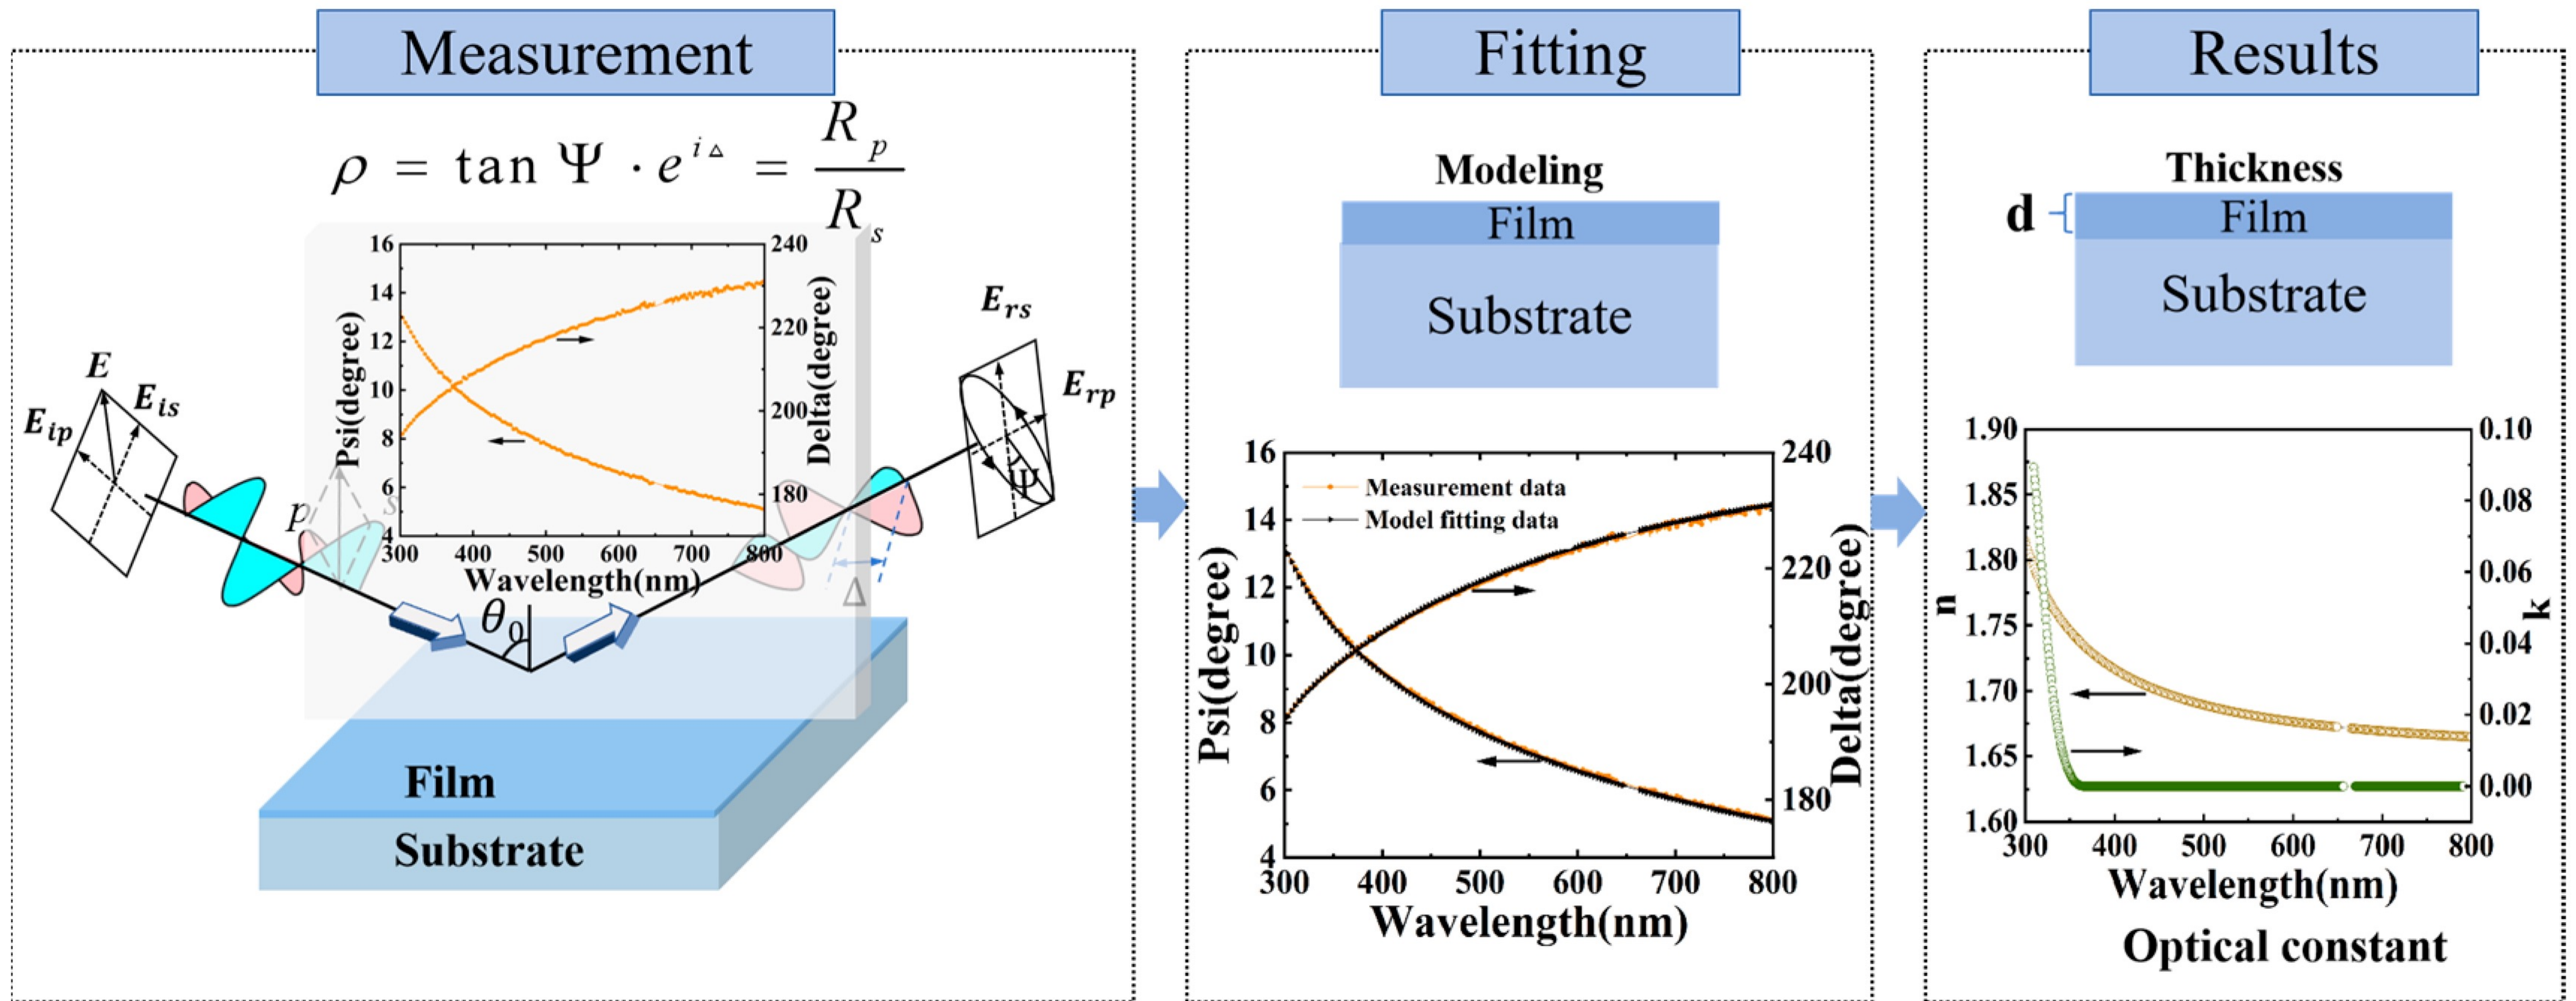 Measurement
ρ = tan Ψ · e^{iΔ} = R_p / R_s
16
14
12
10
8
6
4
Psi(degree)
240
220
200
180
Delta(degree)
300 400 500 600 700 800
Wavelength(nm)
E
E_is
E_ip
p
s
E_rs
E_rp
Ψ
Δ
θ_0
Film
Substrate
Fitting
Modeling
Film
Substrate
Measurement data
Model fitting data
16
14
12
10
8
6
4
Psi(degree)
240
220
200
180
Delta(degree)
300 400 500 600 700 800
Wavelength(nm)
Results
Thickness
d
Film
Substrate
1.90
1.85
1.80
1.75
1.70
1.65
1.60
n
0.10
0.08
0.06
0.04
0.02
0.00
k
300 400 500 600 700 800
Wavelength(nm)
Optical constant